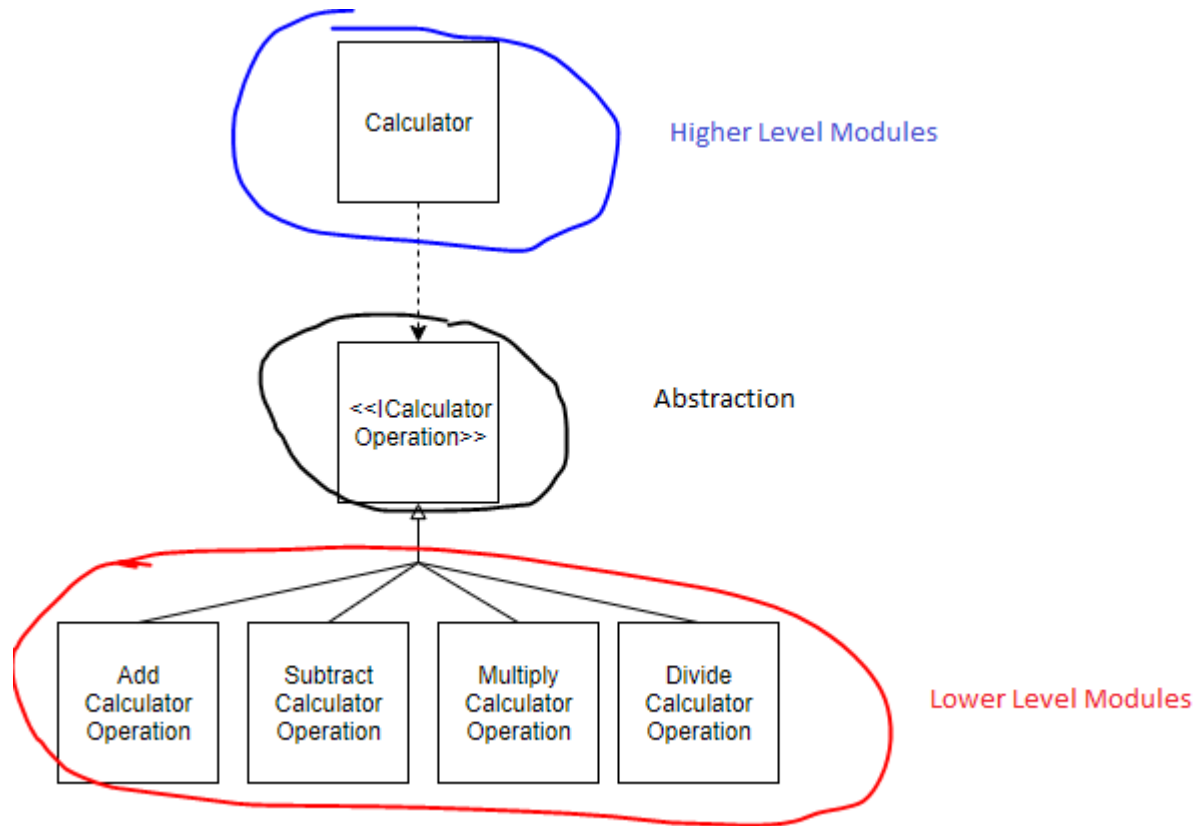 Calculator
Higher Level Modules
<<ICalculator
Operation>>
Abstraction
Add
Calculator
Operation
Subtract
Calculator
Operation
Multiply
Calculator
Operation
Divide
Calculator
Operation
Lower Level Modules